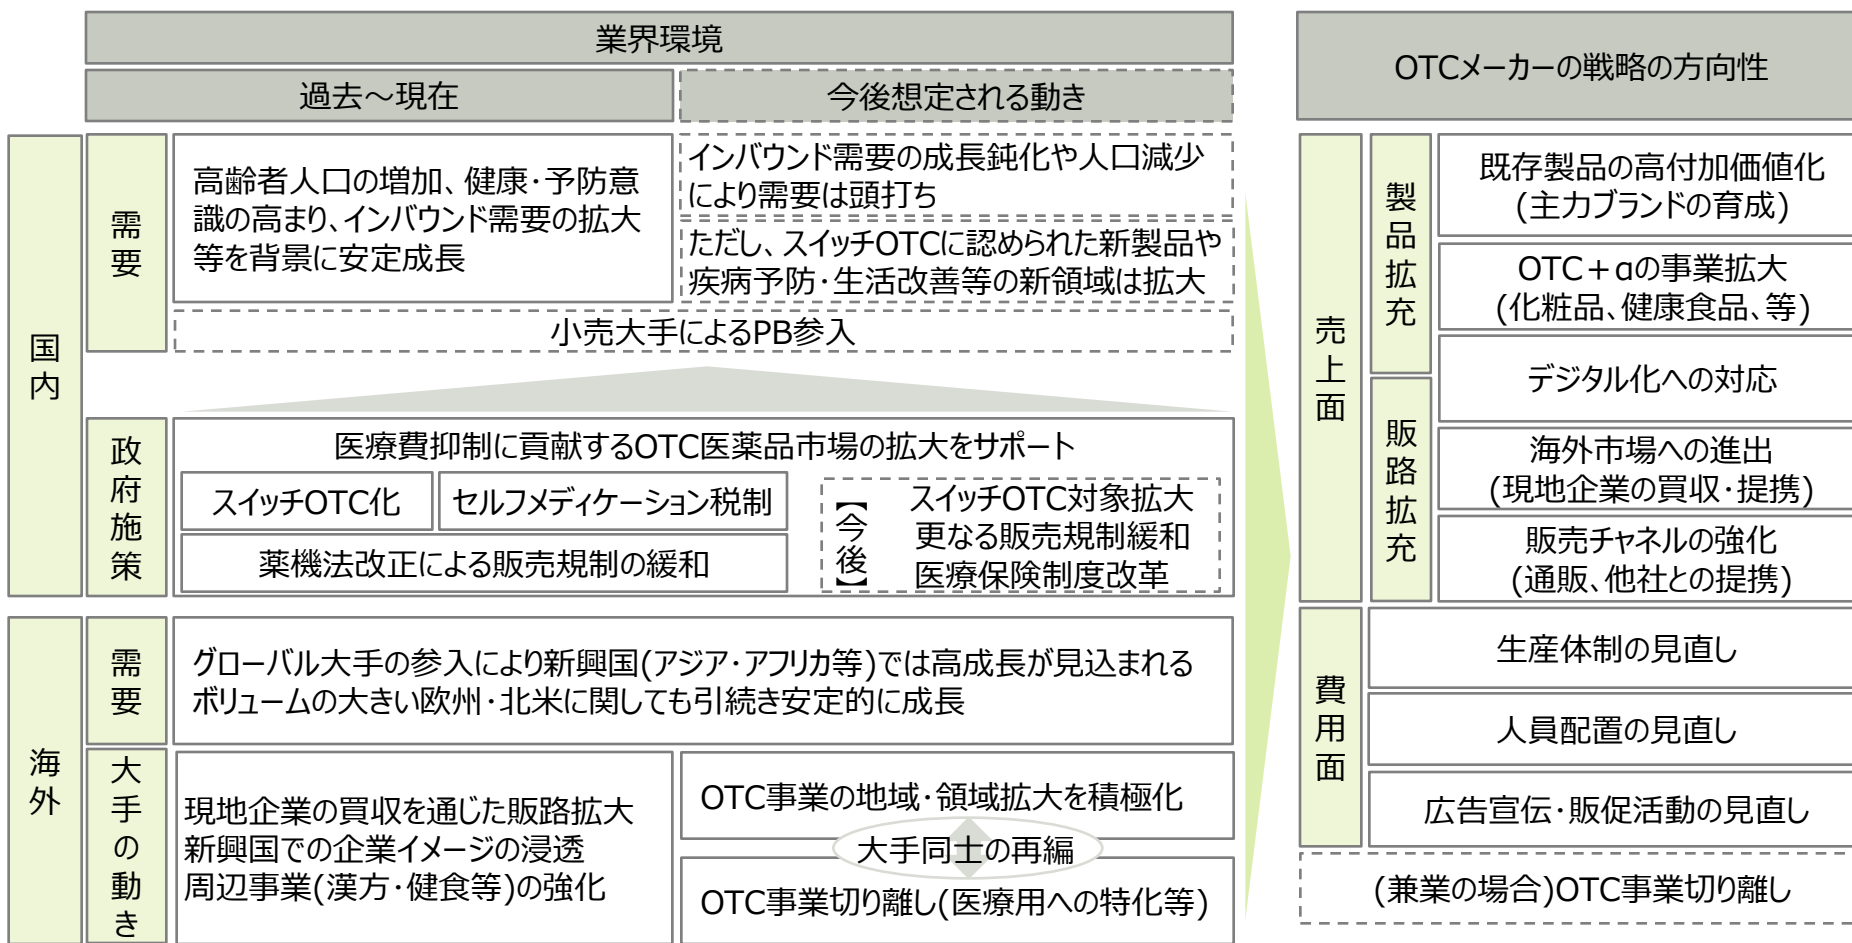 業界環境
過去～現在
今後想定される動き
国内
需要
高齢者人口の増加、健康･予防意
識の高まり、インバウンド需要の拡大
等を背景に安定成長
インバウンド需要の成長鈍化や人口減少
により需要は頭打ち
ただし、スイッチOTCに認められた新製品や
疾病予防･生活改善等の新領域は拡大
小売大手によるPB参入
政府施策
医療費抑制に貢献するOTC医薬品市場の拡大をサポート
スイッチOTC化
セルフメディケーション税制
薬機法改正による販売規制の緩和
【今後】
スイッチOTC対象拡大
更なる販売規制緩和
医療保険制度改革
海外
需要
グローバル大手の参入により新興国(アジア･アフリカ等)では高成長が見込まれる
ボリュームの大きい欧州･北米に関しても引続き安定的に成長
大手の動き
現地企業の買収を通じた販路拡大
新興国での企業イメージの浸透
周辺事業(漢方･健食等)の強化
OTC事業の地域･領域拡大を積極化
大手同士の再編
OTC事業切り離し(医療用への特化等)
OTCメーカーの戦略の方向性
売上面
製品拡充
既存製品の高付加価値化
(主力ブランドの育成)
OTC＋αの事業拡大
(化粧品、健康食品、等)
デジタル化への対応
販路拡充
海外市場への進出
(現地企業の買収･提携)
販売チャネルの強化
(通販、他社との提携)
費用面
生産体制の見直し
人員配置の見直し
広告宣伝･販促活動の見直し
(兼業の場合)OTC事業切り離し